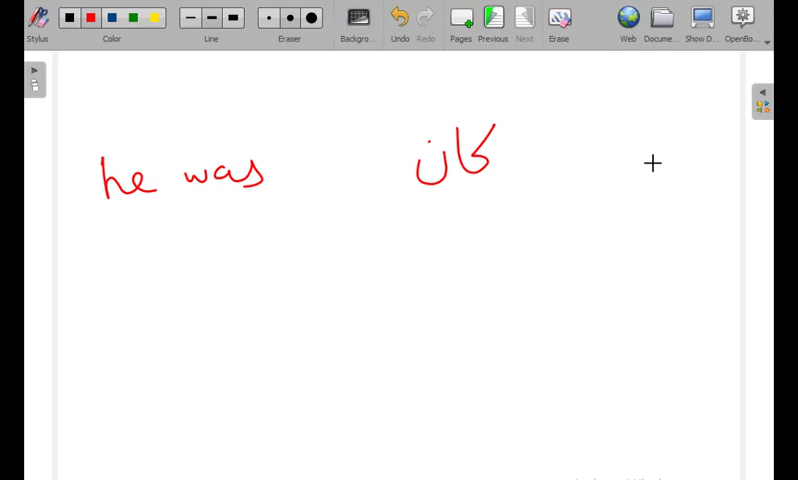 Stylus Color Line Eraser Backgro... Undo Redo Pages Previous Next Erase Web Docume... Show D... OpenBo...
he was كان